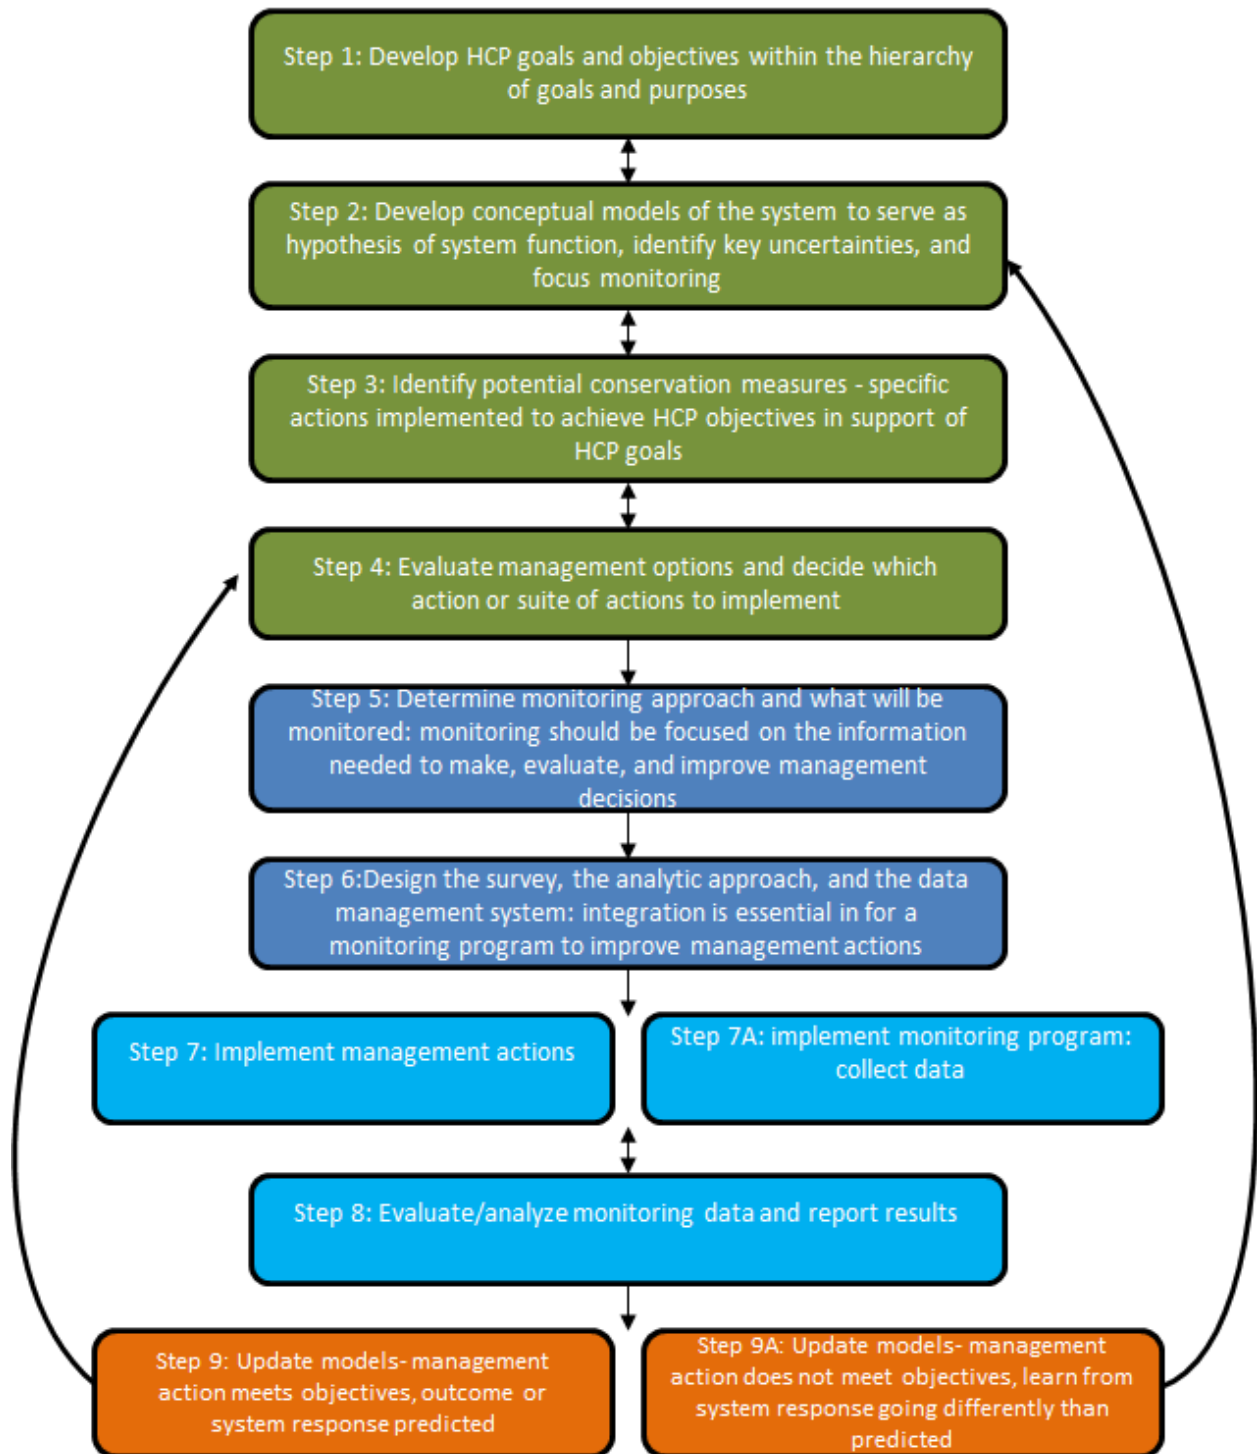 Step 1: Develop HCP goals and objectives within the hierarchy
of goals and purposes
Step 2: Develop conceptual models of the system to serve as
hypothesis of system function, identify key uncertainties, and
focus monitoring
Step 3: Identify potential conservation measures - specific
actions implemented to achieve HCP objectives in support of
HCP goals
Step 4: Evaluate management options and decide which
action or suite of actions to implement
Step 5: Determine monitoring approach and what will be
monitored: monitoring should be focused on the information
needed to make, evaluate, and improve management
decisions
Step 6:Design the survey, the analytic approach, and the data
management system: integration is essential in for a
monitoring program to improve management actions
Step 7: Implement management actions
Step 7A: implement monitoring program:
collect data
Step 8: Evaluate/analyze monitoring data and report results
Step 9: Update models- management
action meets objectives, outcome or
system response predicted
Step 9A: Update models- management
action does not meet objectives, learn from
system response going differently than
predicted